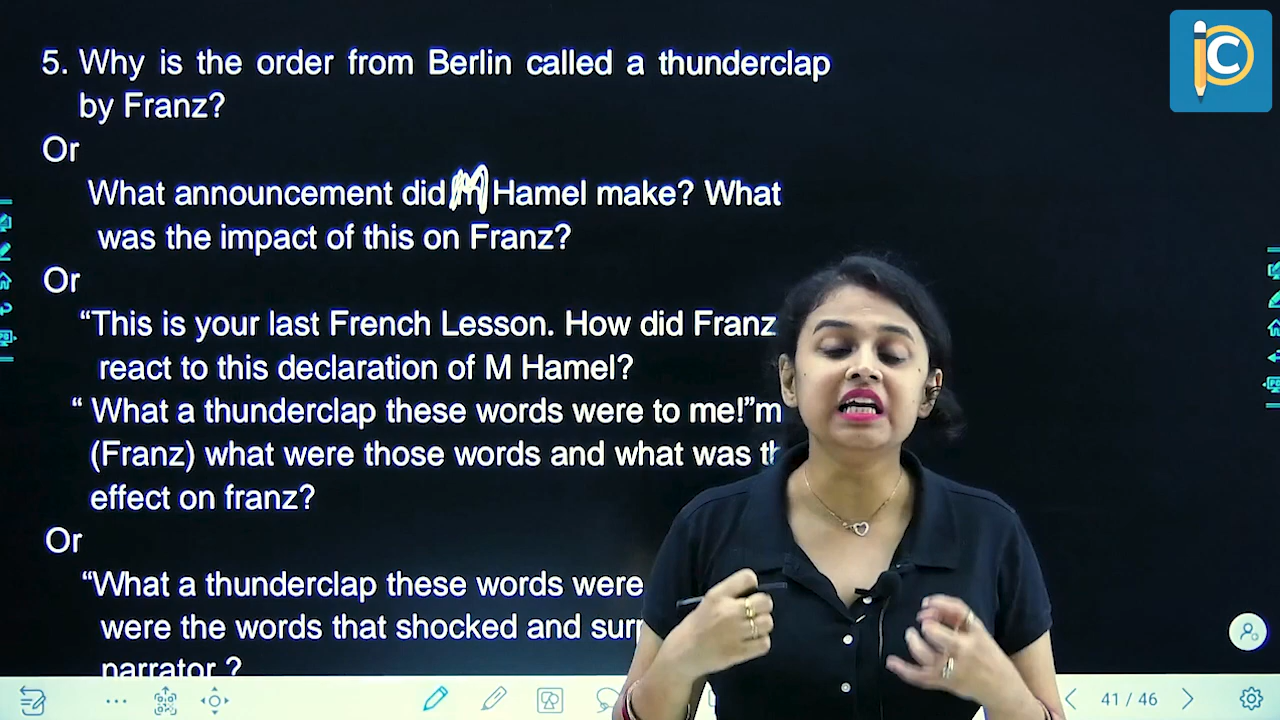 5. Why is the order from Berlin called a thunderclap
by Franz?
Or
What announcement did M Hamel make? What
was the impact of this on Franz?
Or
“This is your last French Lesson. How did Franz
react to this declaration of M Hamel?
“ What a thunderclap these words were to me!”m
(Franz) what were those words and what was
effect on franz?
Or
“What a thunderclap these words were
were the words that shocked and
narrator ?
41 / 46
C